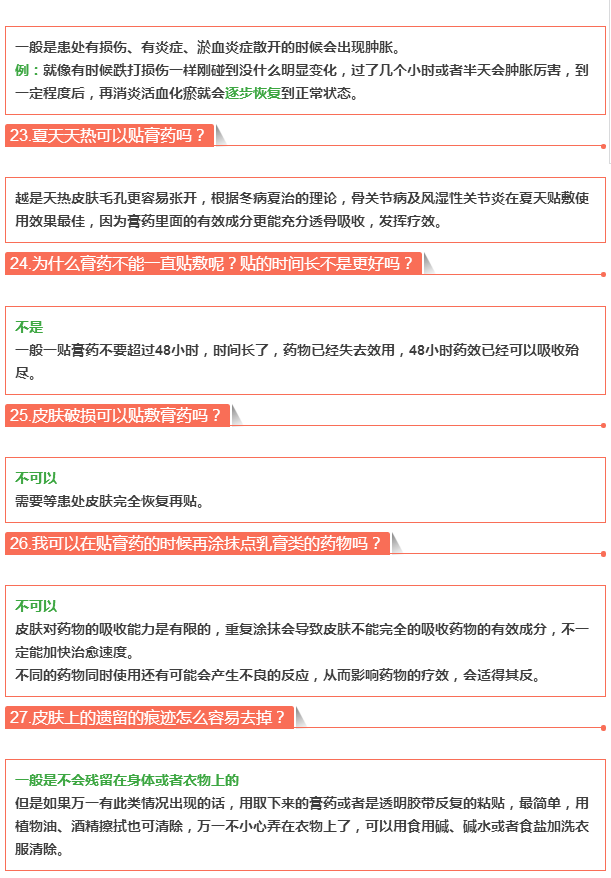 一般是患处有损伤、有炎症、淤血炎症散开的时候会出现肿胀。
例：就像有时候跌打损伤一样刚碰到没什么明显变化，过了几个小时或者半天会肿胀厉害，到
一定程度后，再消炎活血化瘀就会逐步恢复到正常状态。
23.夏天天热可以贴膏药吗？
越是天热皮肤毛孔更容易张开，根据冬病夏治的理论，骨关节病及风湿性关节炎在夏天贴敷使
用效果最佳，因为膏药里面的有效成分更能充分透骨吸收，发挥疗效。
24.为什么膏药不能一直贴敷呢？贴的时间长不是更好吗？
不是
一般一贴膏药不要超过48小时，时间长了，药物已经失去效用，48小时药效已经可以吸收殆
尽。
25.皮肤破损可以贴敷膏药吗？
不可以
需要等患处皮肤完全恢复再贴。
26.我可以在贴膏药的时候再涂抹点乳膏类的药物吗？
不可以
皮肤对药物的吸收能力是有限的，重复涂抹会导致皮肤不能完全的吸收药物的有效成分，不一
定能加快治愈速度。
不同的药物同时使用还有可能会产生不良的反应，从而影响药物的疗效，会适得其反。
27.皮肤上的遗留的痕迹怎么容易去掉？
一般是不会残留在身体或者衣物上的
但是如果万一有此类情况出现的话，用取下来的膏药或者是透明胶带反复的粘贴，最简单，用
植物油、酒精擦拭也可清除，万一不小心弄在衣物上了，可以用食用碱、碱水或者食盐加洗衣
服清除。